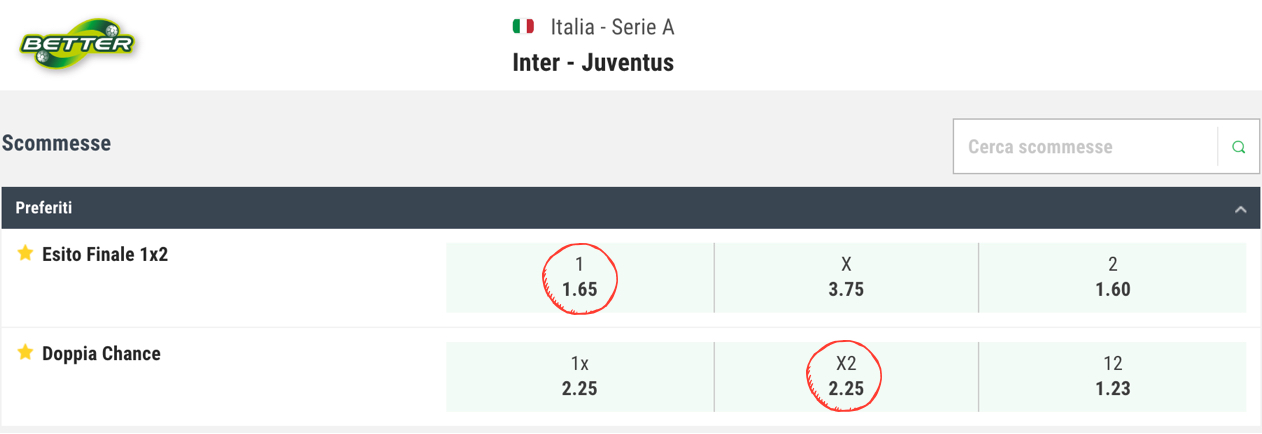 BETTER
Italia - Serie A
Inter - Juventus
Scommesse
Cerca scommesse
Preferiti
Esito Finale 1x2
1
X
2
1.65
3.75
1.60
Doppia Chance
1x
X2
12
2.25
2.25
1.23